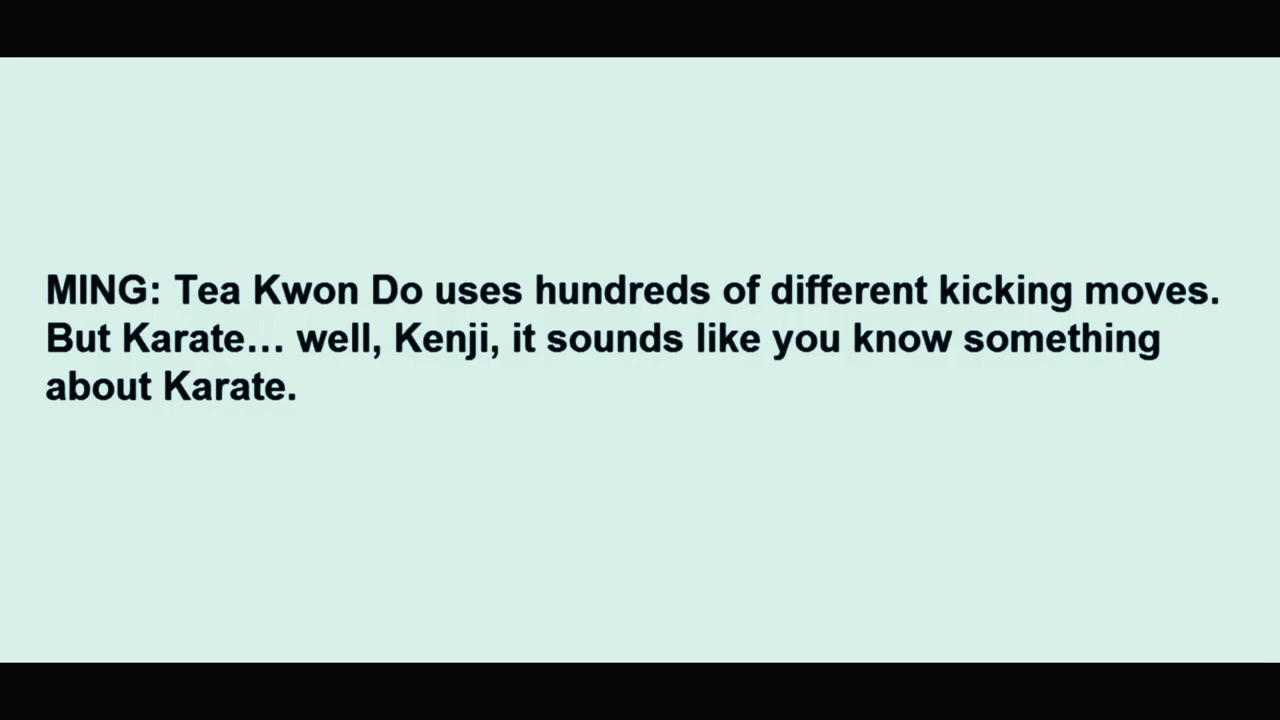 MING: Tea Kwon Do uses hundreds of different kicking moves.
But Karate… well, Kenji, it sounds like you know something
about Karate.